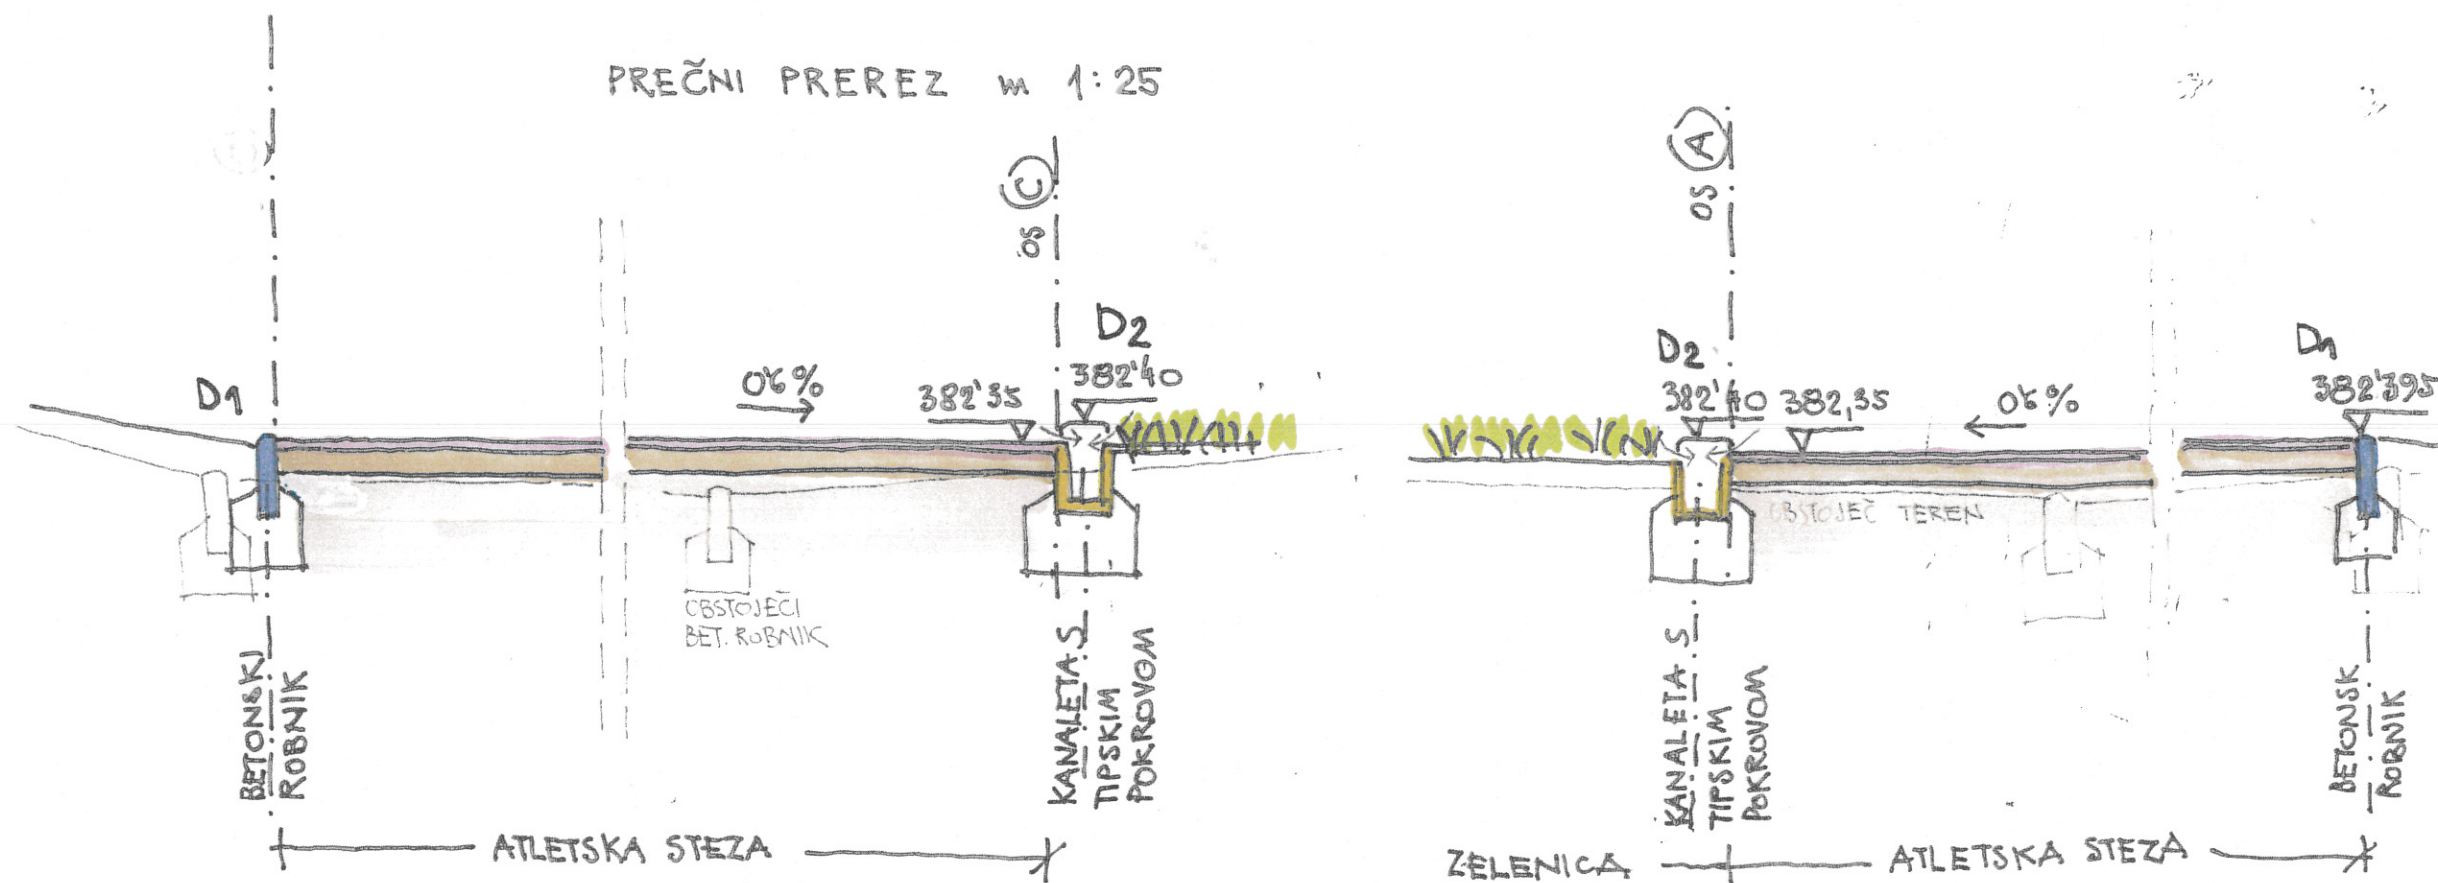 PREČNI PREREZ m 1:25
OS C
OS A
D1
0,5%
382'35
D2
382'40
D2
382'40
382,35
0,5%
D1
382'395
OBSTOJEČI
BET. ROBNIK
OBSTOJEČ TEREN
BETONSKI
ROBNIK
KANALETA S
TIPSKIM
POKROVOM
KANALETA S
TIPSKIM
POKROVOM
BETONSK
ROBNIK
ATLETSKA STEZA
ZELENICA
ATLETSKA STEZA